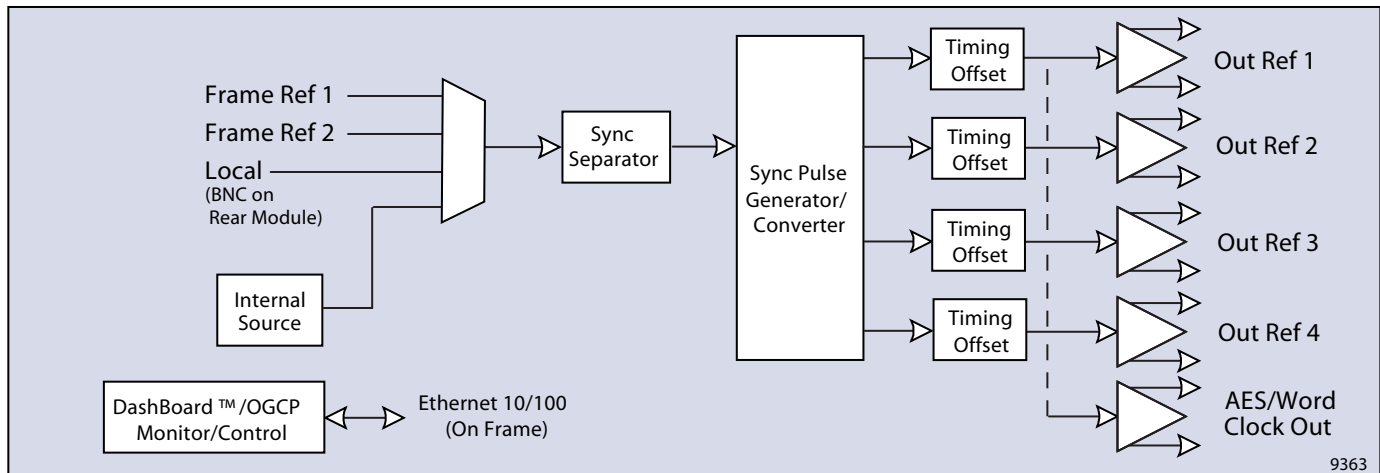 Frame Ref 1
Frame Ref 2
Local
(BNC on
Rear Module)
Internal
Source
DashBoard ™/OGCP
Monitor/Control
Ethernet 10/100
(On Frame)
Sync
Separator
Sync Pulse
Generator/
Converter
Timing
Offset
Timing
Offset
Timing
Offset
Timing
Offset
Out Ref 1
Out Ref 2
Out Ref 3
Out Ref 4
AES/Word
Clock Out
9363